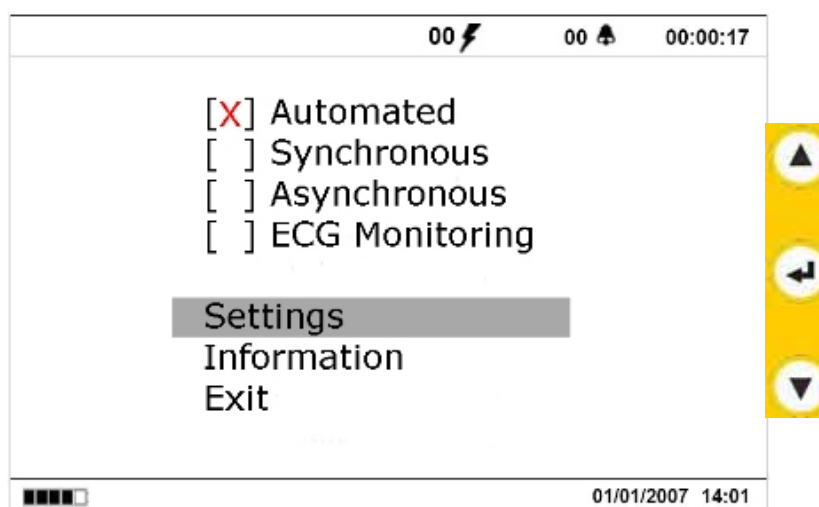 00 00 00:00:17
[X] Automated
[ ] Synchronous
[ ] Asynchronous
[ ] ECG Monitoring
Settings
Information
Exit
01/01/2007 14:01